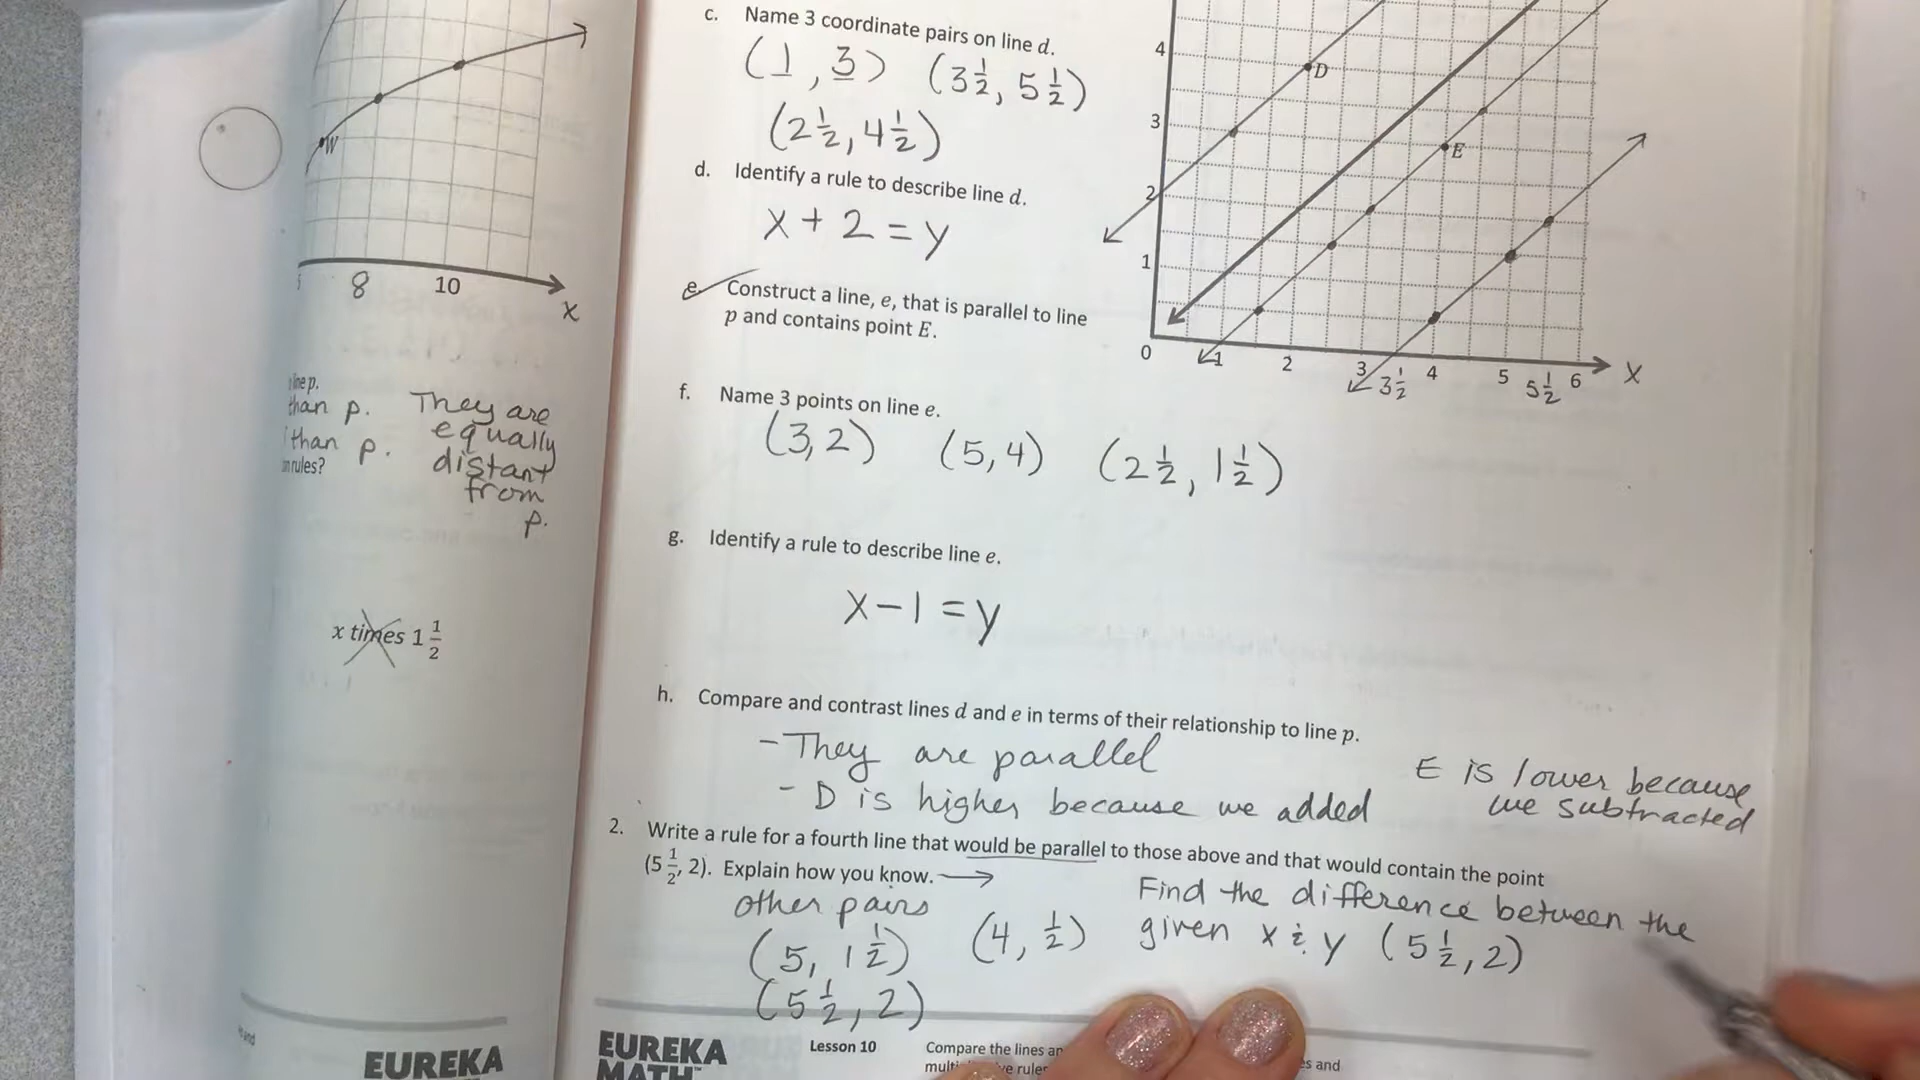 W
8 10
x
line p.
than p.
than p.
rules?
They are
equally
distant
from
p.
x times 1 1/2
EUREKA
c. Name 3 coordinate pairs on line d.
(1, 3) (3 1/2, 5 1/2)
(2 1/2, 4 1/2)
d. Identify a rule to describe line d.
x + 2 = y
e. Construct a line, e, that is parallel to line
p and contains point E.
4
3
2
1
0 1 2 3 3 1/2 4 5 5 1/2 6 x
D
E
f. Name 3 points on line e.
(3, 2) (5, 4) (2 1/2, 1 1/2)
g. Identify a rule to describe line e.
x - 1 = y
h. Compare and contrast lines d and e in terms of their relationship to line p.
- They are parallel
- D is higher because we added
E is lower because
we subtracted
2. Write a rule for a fourth line that would be parallel to those above and that would contain the point
(5 1/2, 2). Explain how you know. →
other pairs
(5, 1 1/2) (4, 1/2)
(5 1/2, 2)
Find the difference between the
given x & y (5 1/2, 2)
EUREKA
MATH™
Lesson 10
Compare the lines
rules and